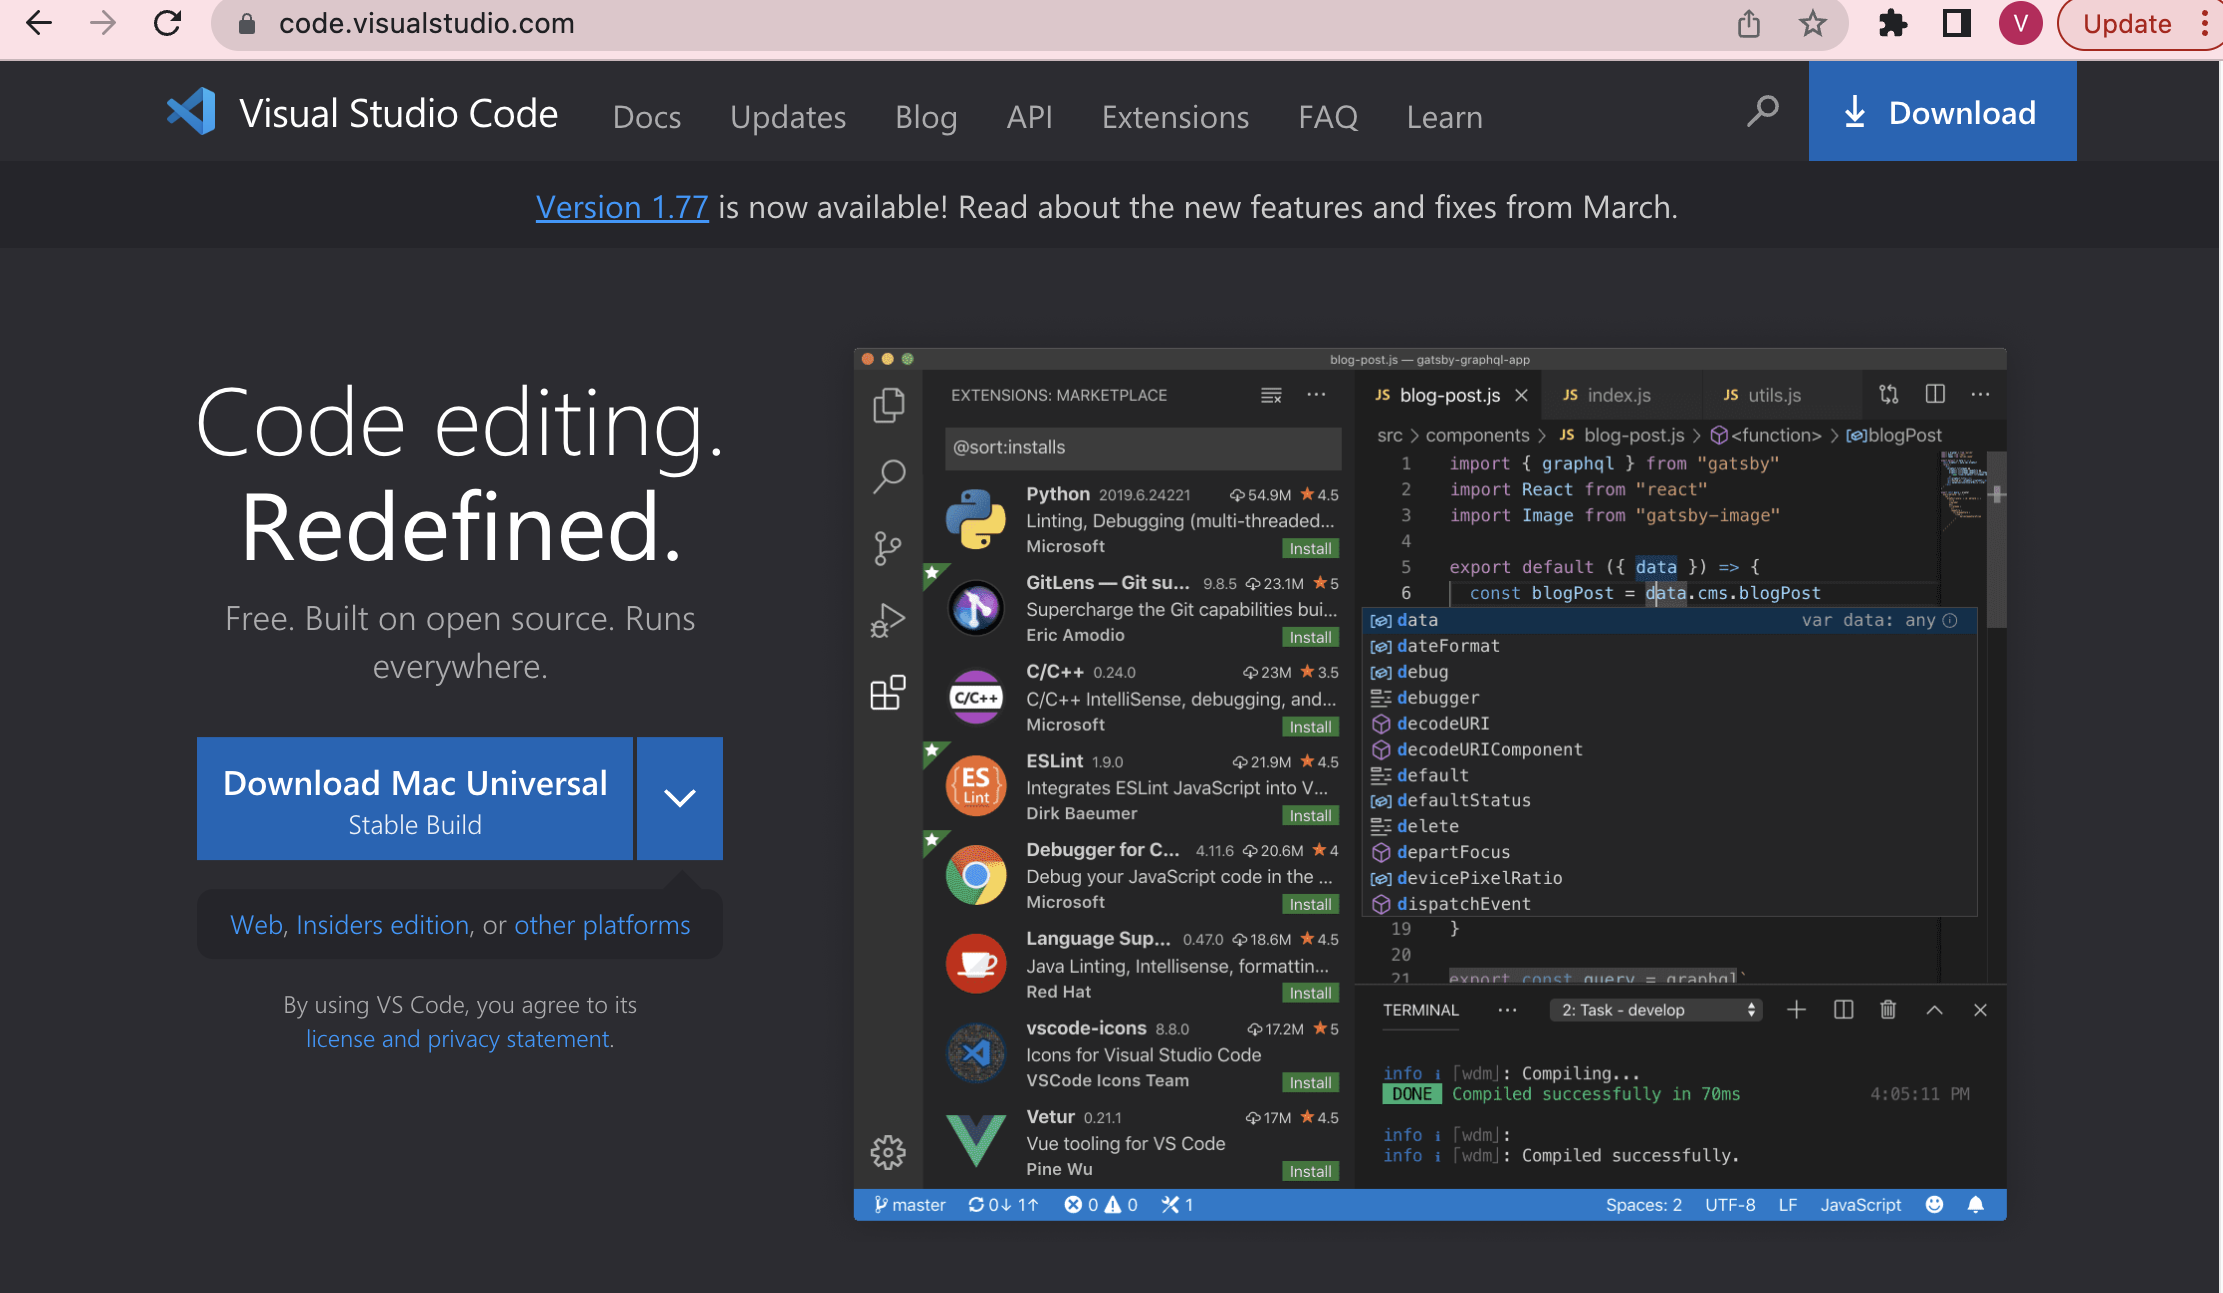 code.visualstudio.com
V
Update
Visual Studio Code
Docs
Updates
Blog
API
Extensions
FAQ
Learn
Download
Version 1.77 is now available! Read about the new features and fixes from March.
Code editing.
Redefined.
Free. Built on open source. Runs
everywhere.
Download Mac Universal
Stable Build
Web, Insiders edition, or other platforms
By using VS Code, you agree to its
license and privacy statement.
blog-post.js — gatsby-graphql-app
EXTENSIONS: MARKETPLACE
@sort:installs
Python 2019.6.24221 54.9M ★ 4.5
Linting, Debugging (multi-threaded...
Microsoft
Install
GitLens — Git su... 9.8.5 23.1M ★ 5
Supercharge the Git capabilities bui...
Eric Amodio
Install
C/C++
C/C++ 0.24.0 23M ★ 3.5
C/C++ IntelliSense, debugging, and...
Microsoft
Install
ES
Lint
ESLint 1.9.0 21.9M ★ 4.5
Integrates ESLint JavaScript into V...
Dirk Baeumer
Install
Debugger for C... 4.11.6 20.6M ★ 4
Debug your JavaScript code in the ...
Microsoft
Install
Language Sup... 0.47.0 18.6M ★ 4.5
Java Linting, Intellisense, formattin...
Red Hat
Install
vscode-icons 8.8.0 17.2M ★ 5
Icons for Visual Studio Code
VSCode Icons Team
Install
Vetur 0.21.1 17M ★ 4.5
Vue tooling for VS Code
Pine Wu
Install
JS blog-post.js
JS index.js
JS utils.js
src > components > JS blog-post.js > <function> > blogPost
1 import { graphql } from "gatsby"
2 import React from "react"
3 import Image from "gatsby-image"
4
5 export default ({ data }) => {
6 const blogPost = data.cms.blogPost
data var data: any
dateFormat
debug
debugger
decodeURI
decodeURIComponent
default
defaultStatus
delete
departFocus
devicePixelRatio
dispatchEvent
19 }
20
21 export const query = graphql`
TERMINAL ... 2: Task - develop
info i [wdm]: Compiling...
DONE Compiled successfully in 70ms 4:05:11 PM
info i [wdm]:
info i [wdm]: Compiled successfully.
master 0↓ 1↑ 0 0 1
Spaces: 2 UTF-8 LF JavaScript